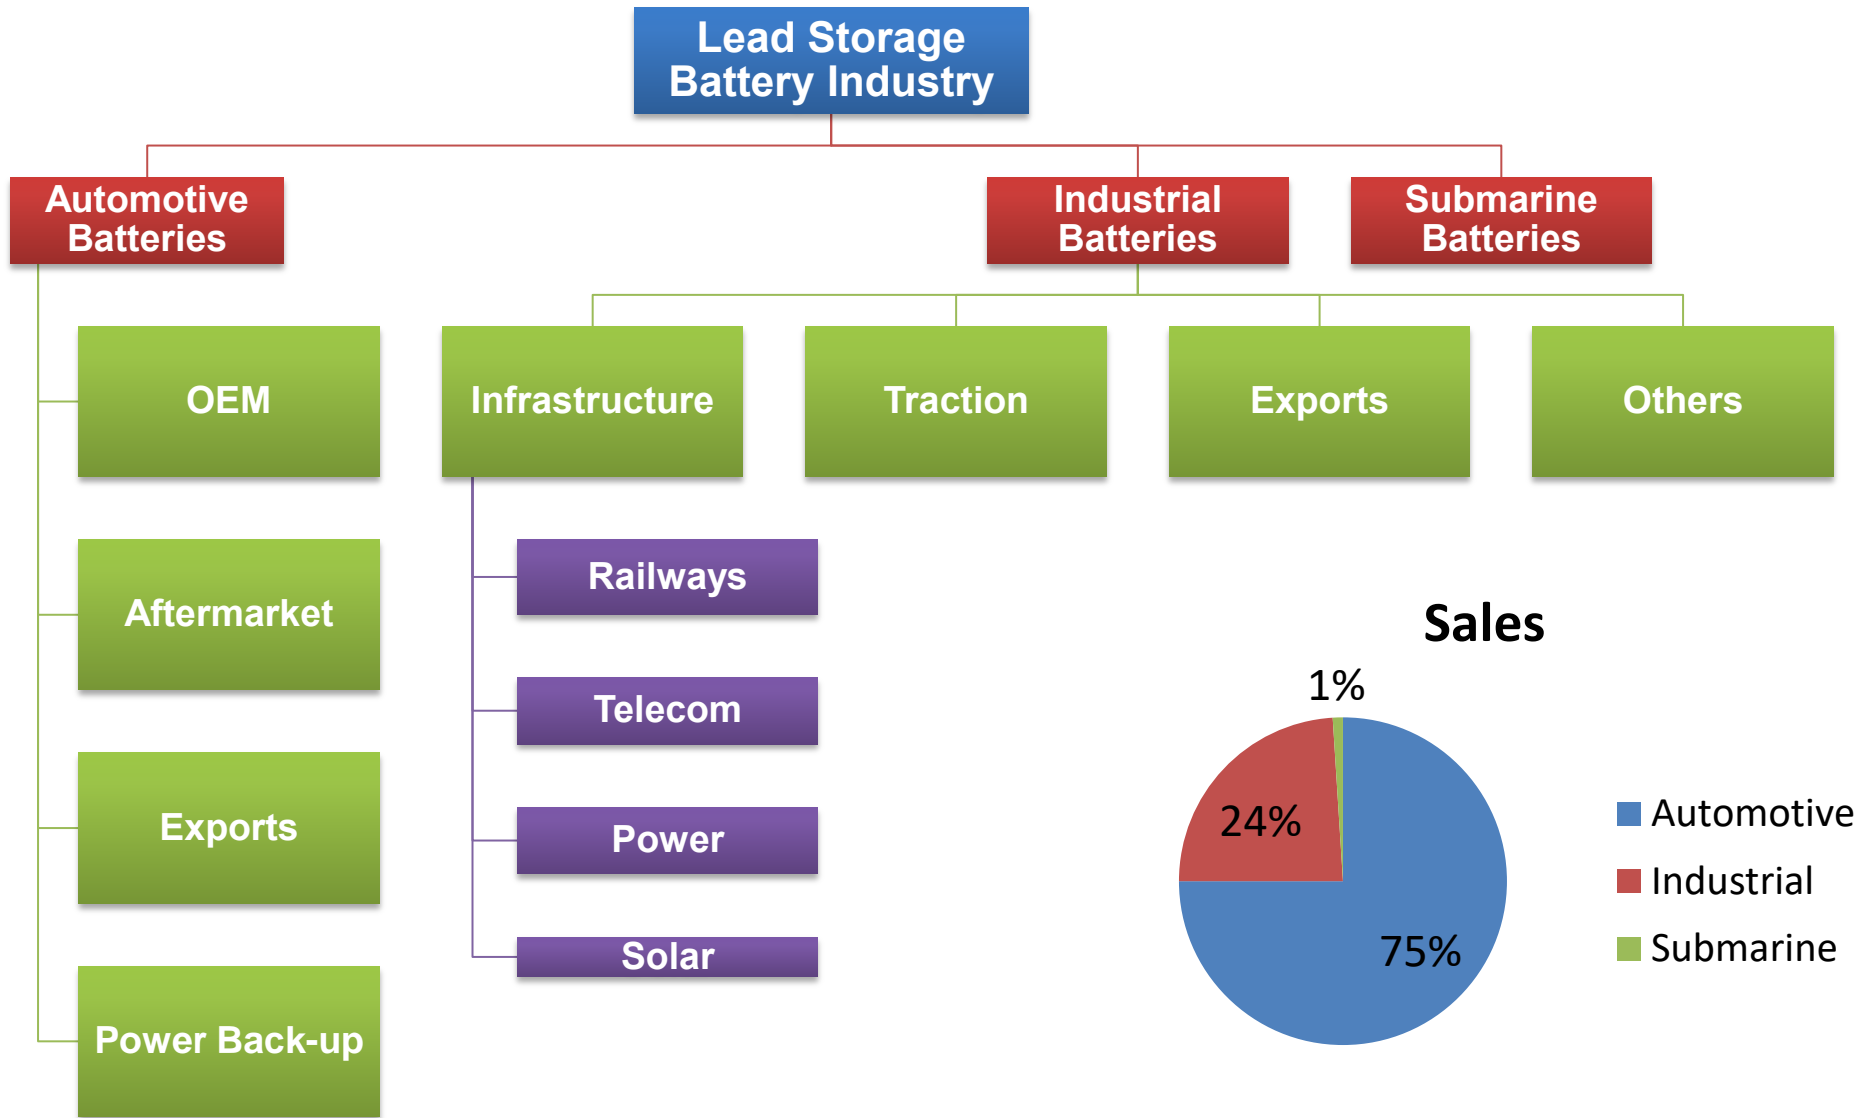 Lead Storage
Battery Industry
Automotive
Batteries
Industrial
Batteries
Submarine
Batteries
OEM
Infrastructure
Traction
Exports
Others
Aftermarket
Exports
Power Back-up
Railways
Telecom
Power
Solar
Sales
1%
24%
75%
Automotive
Industrial
Submarine